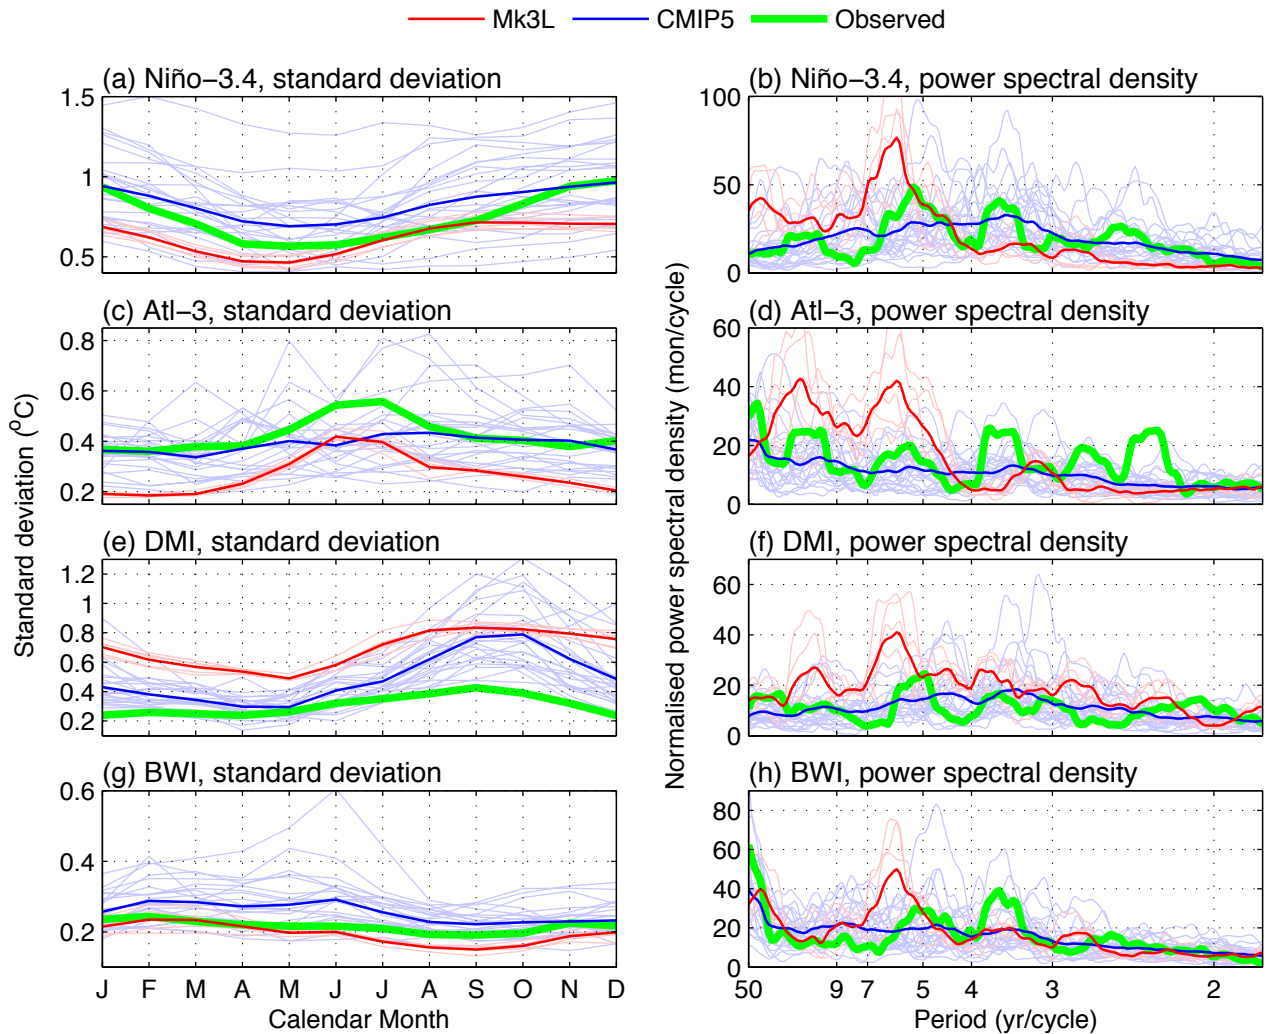 Mk3L CMIP5 Observed
(a) Niño−3.4, standard deviation
1.5
1
0.5
(b) Niño−3.4, power spectral density
100
50
0
(c) Atl−3, standard deviation
0.8
0.6
0.4
0.2
(d) Atl−3, power spectral density
60
40
20
0
(e) DMI, standard deviation
1.2
1
0.8
0.6
0.4
0.2
(f) DMI, power spectral density
60
40
20
0
(g) BWI, standard deviation
0.6
0.4
0.2
J F M A M J J A S O N D
Calendar Month
(h) BWI, power spectral density
80
60
40
20
0
50 9 7 5 4 3 2
Period (yr/cycle)
Standard deviation (°C)
Normalised power spectral density (mon/cycle)